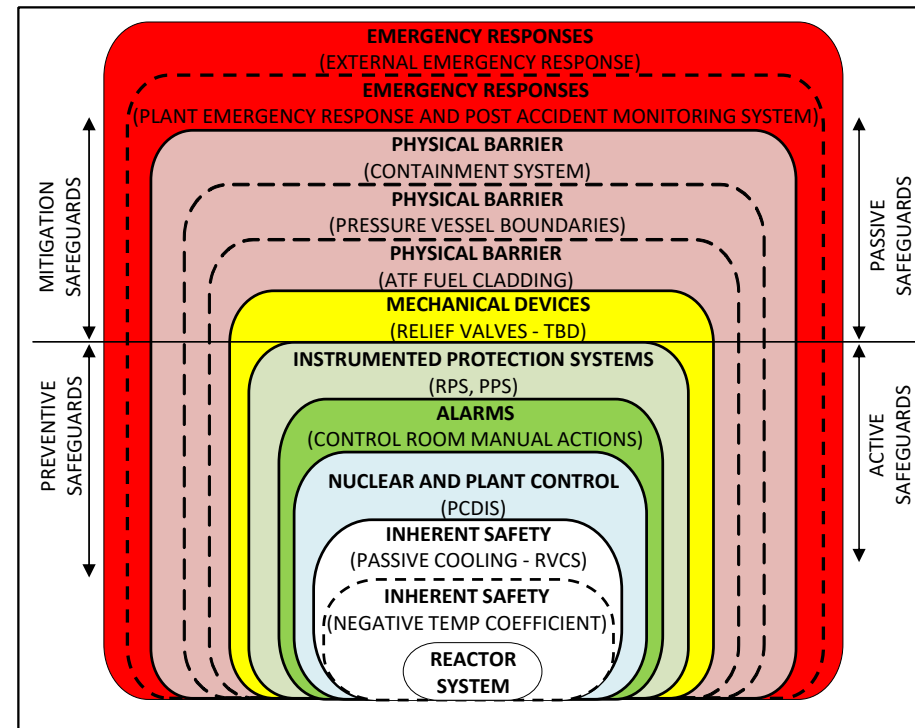 EMERGENCY RESPONSES
(EXTERNAL EMERGENCY RESPONSE)
EMERGENCY RESPONSES
(PLANT EMERGENCY RESPONSE AND POST ACCIDENT MONITORING SYSTEM)
PHYSICAL BARRIER
(CONTAINMENT SYSTEM)
PHYSICAL BARRIER
(PRESSURE VESSEL BOUNDARIES)
PHYSICAL BARRIER
(ATF FUEL CLADDING)
MECHANICAL DEVICES
(RELIEF VALVES - TBD)
INSTRUMENTED PROTECTION SYSTEMS
(RPS, PPS)
ALARMS
(CONTROL ROOM MANUAL ACTIONS)
NUCLEAR AND PLANT CONTROL
(PCDIS)
INHERENT SAFETY
(PASSIVE COOLING - RVCS)
INHERENT SAFETY
(NEGATIVE TEMP COEFFICIENT)
REACTOR
SYSTEM
MITIGATION
SAFEGUARDS
PREVENTIVE
SAFEGUARDS
PASSIVE
SAFEGUARDS
ACTIVE
SAFEGUARDS